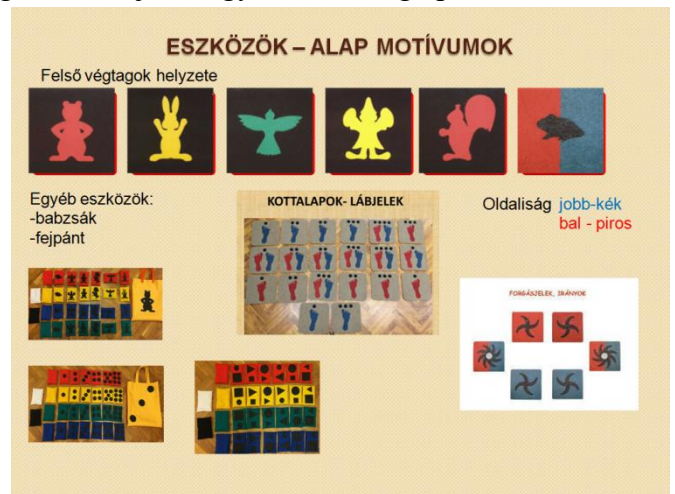 ESZKÖZÖK – ALAP MOTÍVUMOK
Felső végtagok helyzete
Egyéb eszközök:
-babzsák
-fejpánt
KOTTALAPOK- LÁBJELEK
Oldaliság jobb-kék
bal - piros
FORGÁSJELEK, IRÁNYOK